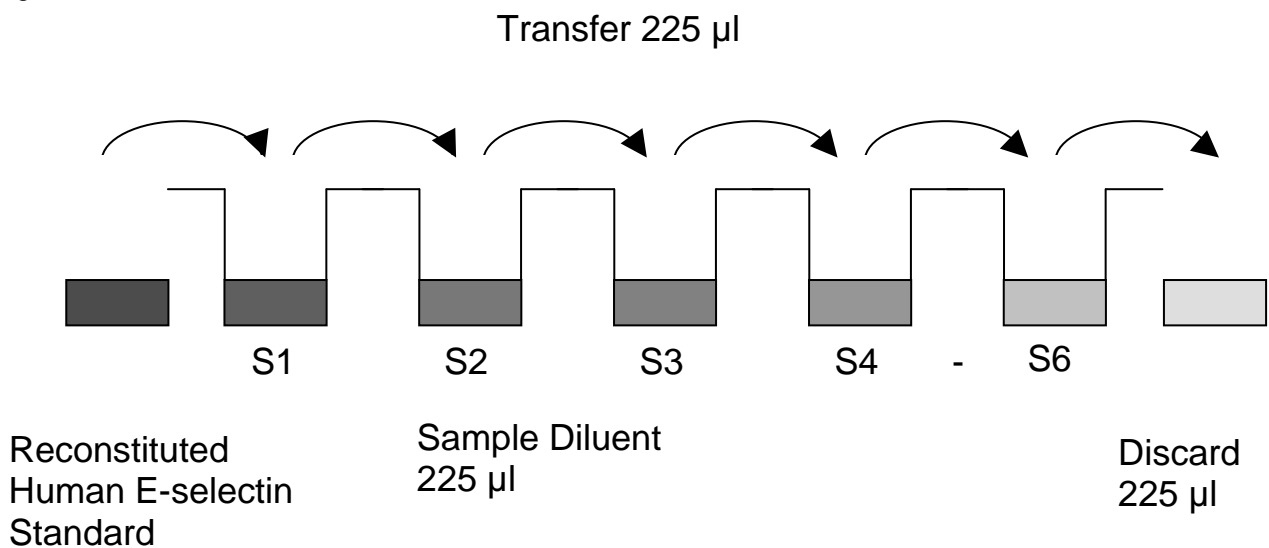 Transfer 225 µl
S1 S2 S3 S4 - S6
Reconstituted
Human E-selectin
Standard
Sample Diluent
225 µl
Discard
225 µl